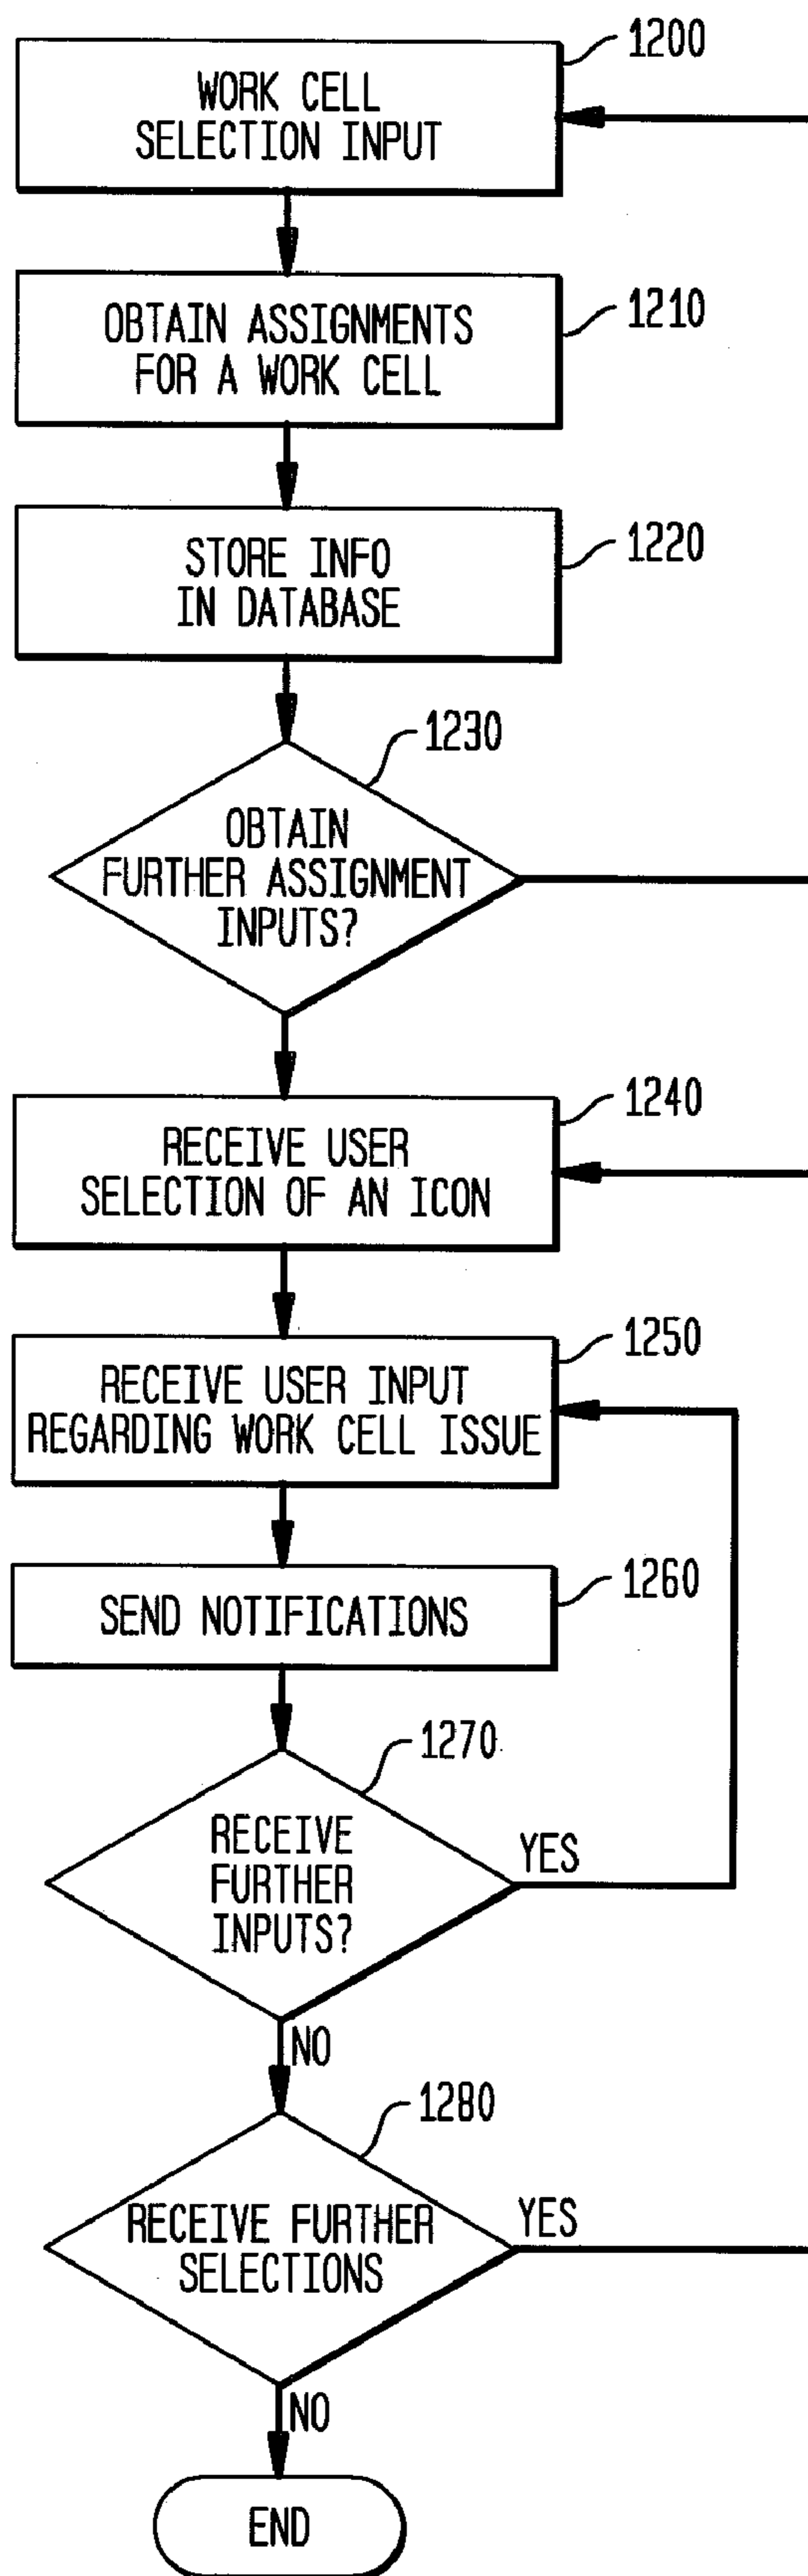 1200
WORK CELL
SELECTION INPUT
1210
OBTAIN ASSIGNMENTS
FOR A WORK CELL
1220
STORE INFO
IN DATABASE
1230
OBTAIN
FURTHER ASSIGNMENT
INPUTS?
1240
RECEIVE USER
SELECTION OF AN ICON
1250
RECEIVE USER INPUT
REGARDING WORK CELL ISSUE
1260
SEND NOTIFICATIONS
1270
RECEIVE
FURTHER
INPUTS?
YES
NO
1280
RECEIVE FURTHER
SELECTIONS
YES
NO
END